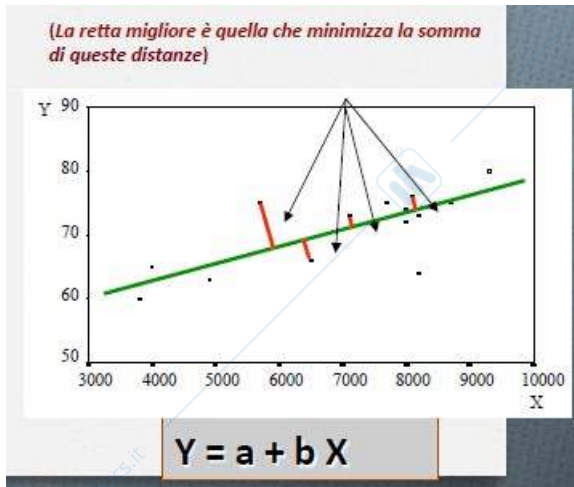 (La retta migliore è quella che minimizza la somma
di queste distanze)
Y 90
80
70
60
50
3000 4000 5000 6000 7000 8000 9000 10000
X
Y = a + b X